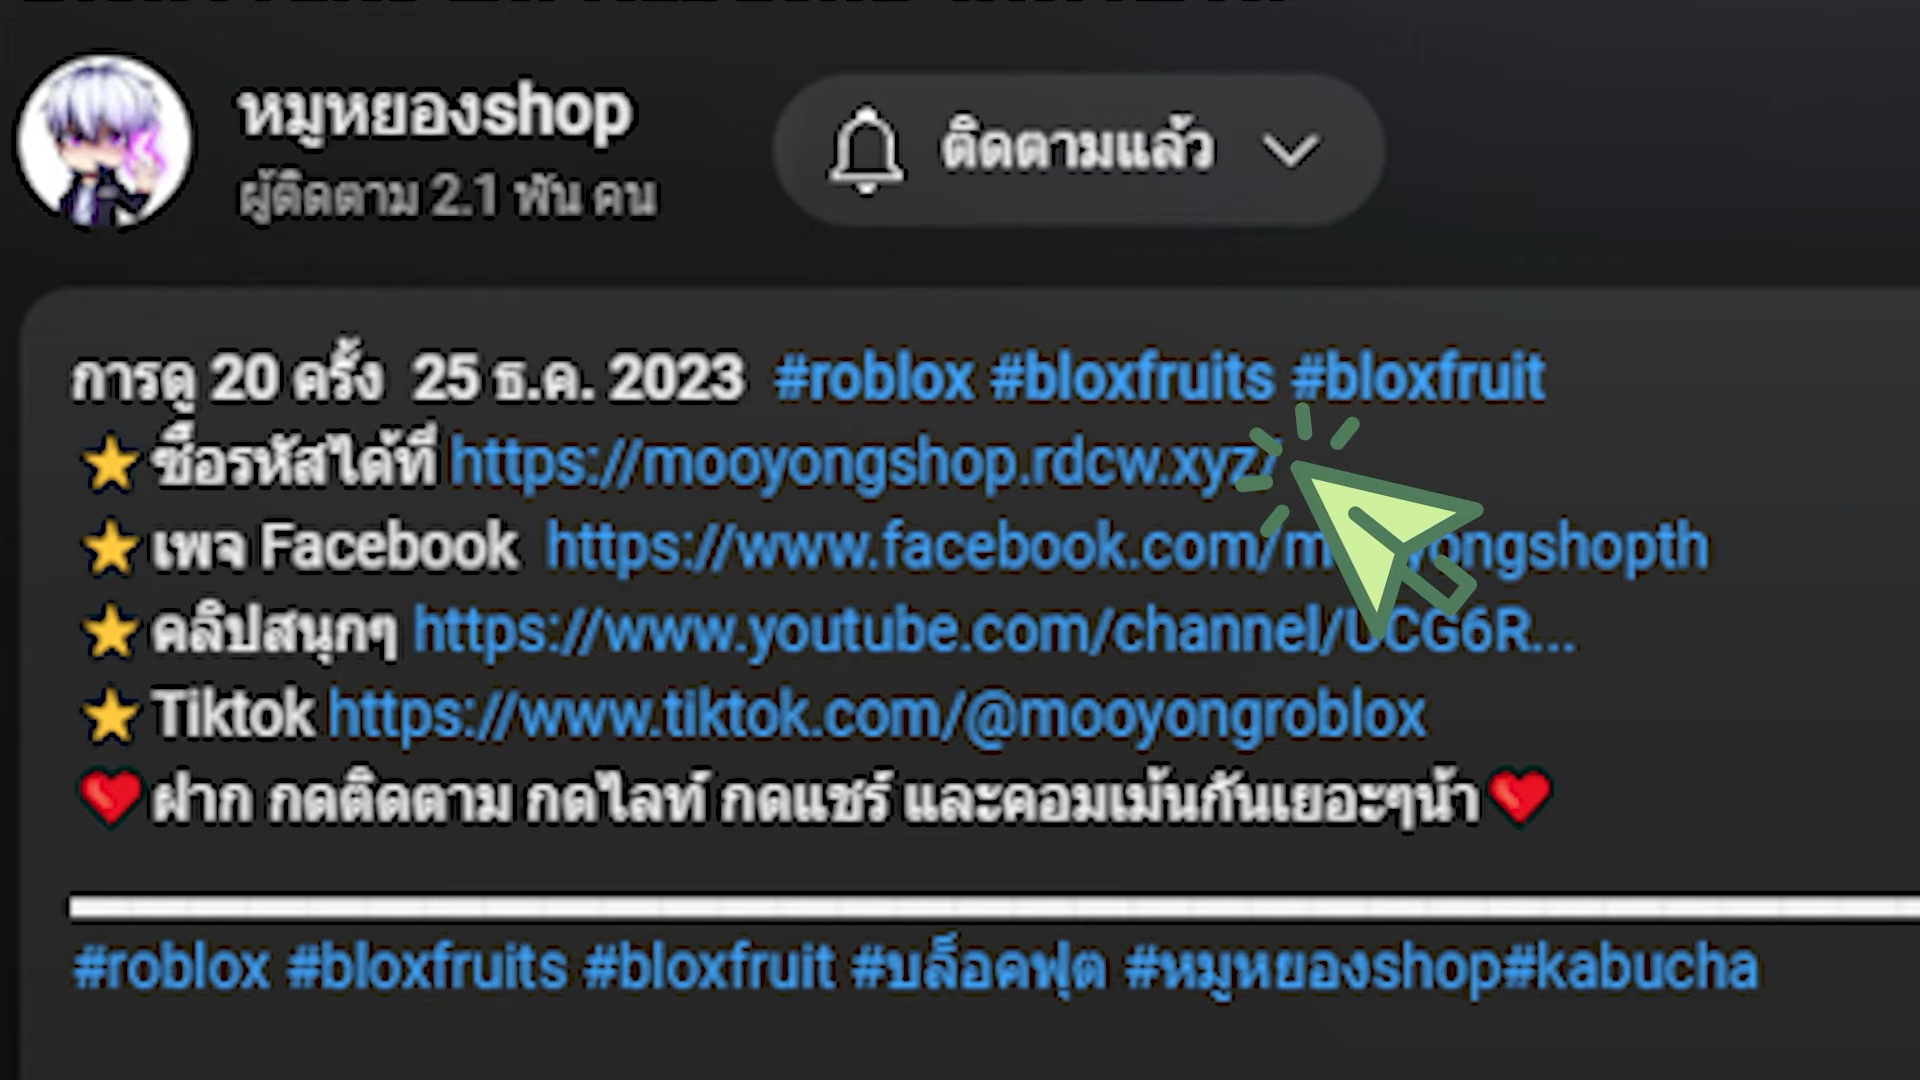 หมูหยองshop
ผู้ติดตาม 2.1 พัน คน
ติดตามแล้ว
การดู 20 ครั้ง 25 ธ.ค. 2023 #roblox #bloxfruits #bloxfruit
ซื้อรหัสได้ที่ https://mooyongshop.rdcw.xyz/
เพจ Facebook https://www.facebook.com/mooyongshopth
คลิปสนุกๆ https://www.youtube.com/channel/UCG6R...
Tiktok https://www.tiktok.com/@mooyongroblox
ฝาก กดติดตาม กดไลท์ กดแชร์ และคอมเม้นกันเยอะๆน้า
#roblox #bloxfruits #bloxfruit #บล็อคฟุต #หมูหยองshop#kabucha